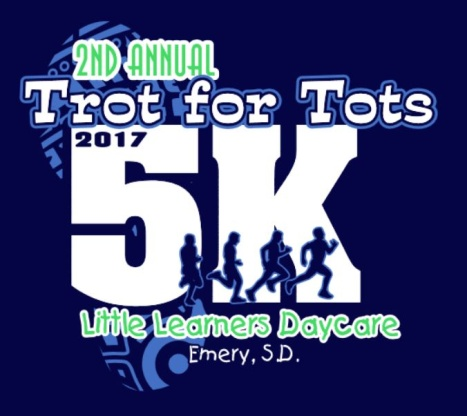 2ND ANNUAL
Trot for Tots
2017
5K
Little Learners Daycare
Emery, S.D.